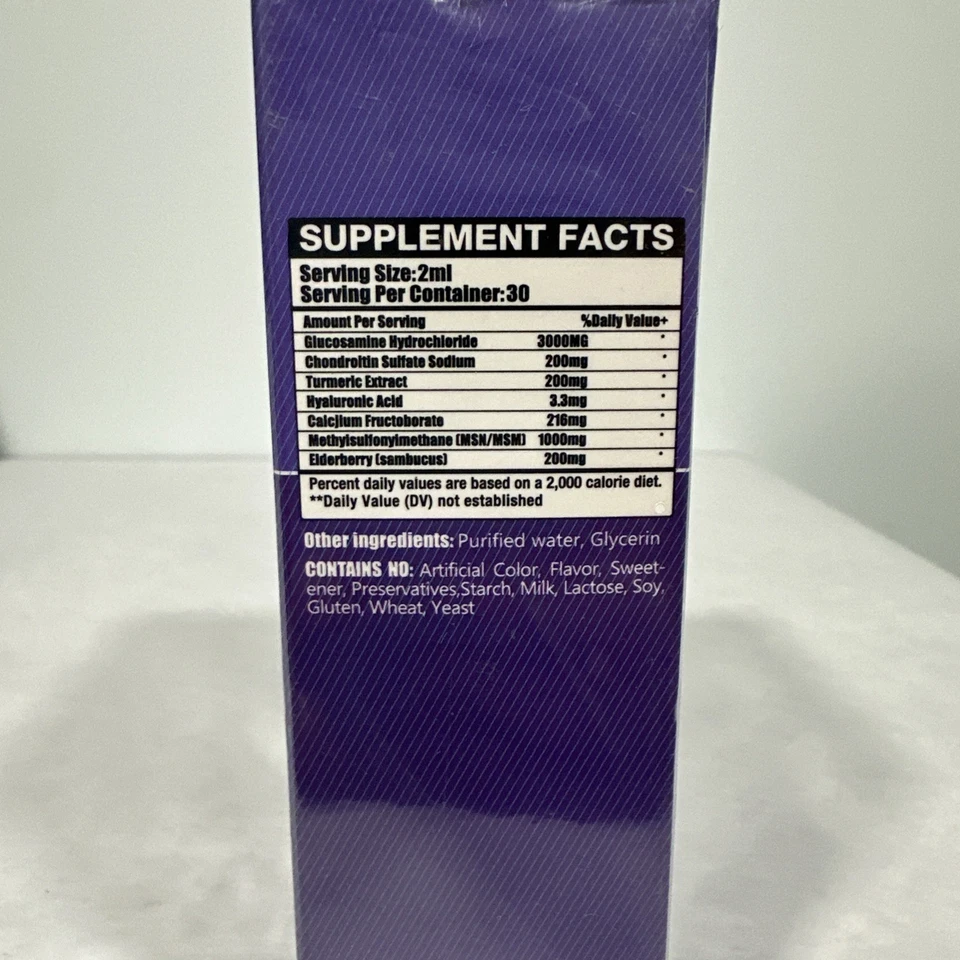 SUPPLEMENT FACTS
Serving Size:2ml
Serving Per Container:30
Amount Per Serving %Daily Value+
Glucosamine Hydrochloride 3000MG *
Chondroitin Sulfate Sodium 200mg *
Turmeric Extract 200mg *
Hyaluronic Acid 3.3mg *
Calcjium Fructoborate 216mg *
Methylsulfonylmethane (MSN/MSM) 1000mg *
Elderberry (sambucus) 200mg *
Percent daily values are based on a 2,000 calorie diet.
**Daily Value (DV) not established
Other ingredients: Purified water, Glycerin
CONTAINS NO: Artificial Color, Flavor, Sweet-
ener, Preservatives,Starch, Milk, Lactose, Soy,
Gluten, Wheat, Yeast